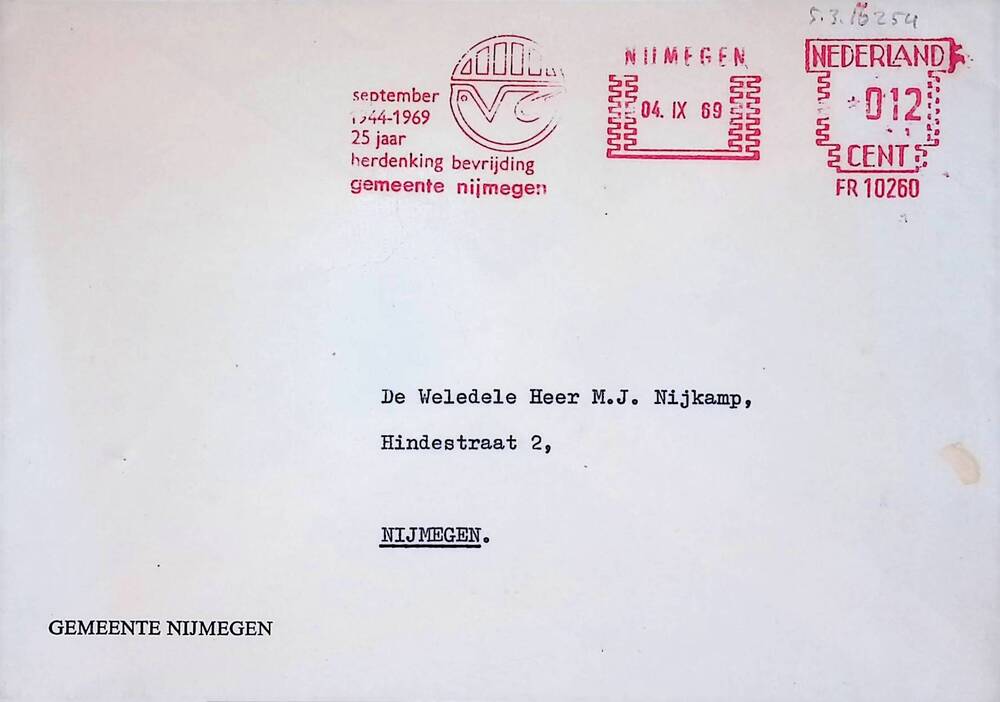 5.3.16254
september
1944-1969
25 jaar
herdenking bevrijding
gemeente nijmegen
NIJMEGEN
04. IX 69
NEDERLAND
012
CENT
FR 10260
De Weledele Heer M.J. Nijkamp,
Hindestraat 2,
NIJMEGEN.
GEMEENTE NIJMEGEN